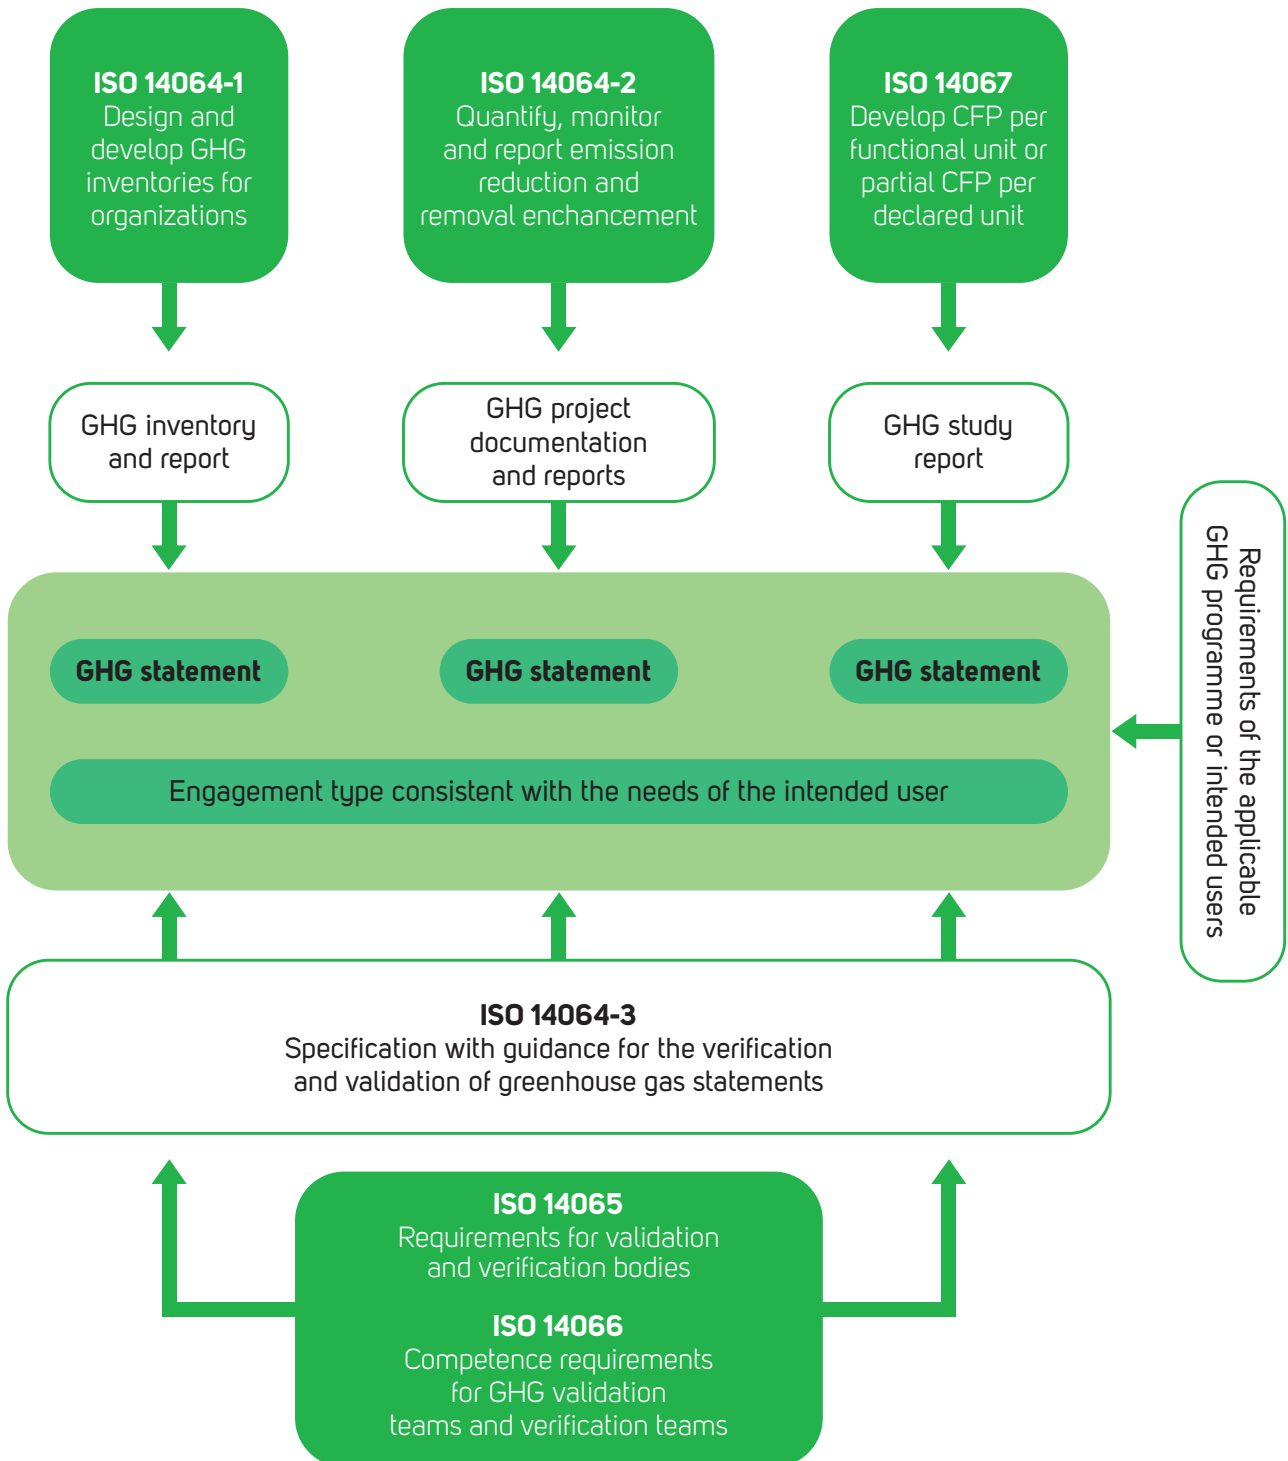 ISO 14064-1
Design and
develop GHG
inventories for
organizations
ISO 14064-2
Quantify, monitor
and report emission
reduction and
removal enchancement
ISO 14067
Develop CFP per
functional unit or
partial CFP per
declared unit
GHG inventory
and report
GHG project
documentation
and reports
GHG study
report
Requirements of the applicable
GHG programme or intended users
GHG statement
GHG statement
GHG statement
Engagement type consistent with the needs of the intended user
ISO 14064-3
Specification with guidance for the verification
and validation of greenhouse gas statements
ISO 14065
Requirements for validation
and verification bodies
ISO 14066
Competence requirements
for GHG validation
teams and verification teams